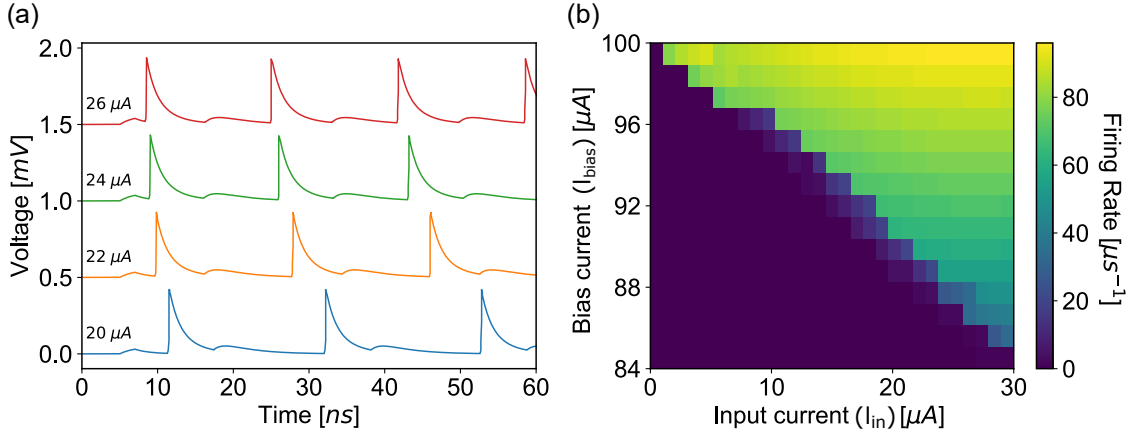 (a)
2.0
1.5
1.0
0.5
0.0
Voltage [mV]
26 μA
24 μA
22 μA
20 μA
0 10 20 30 40 50 60
Time [ns]
(b)
100
96
92
88
84
Bias current (I_bias) [μA]
0 10 20 30
Input current (I_in) [μA]
80
60
40
20
0
Firing Rate [μs⁻¹]